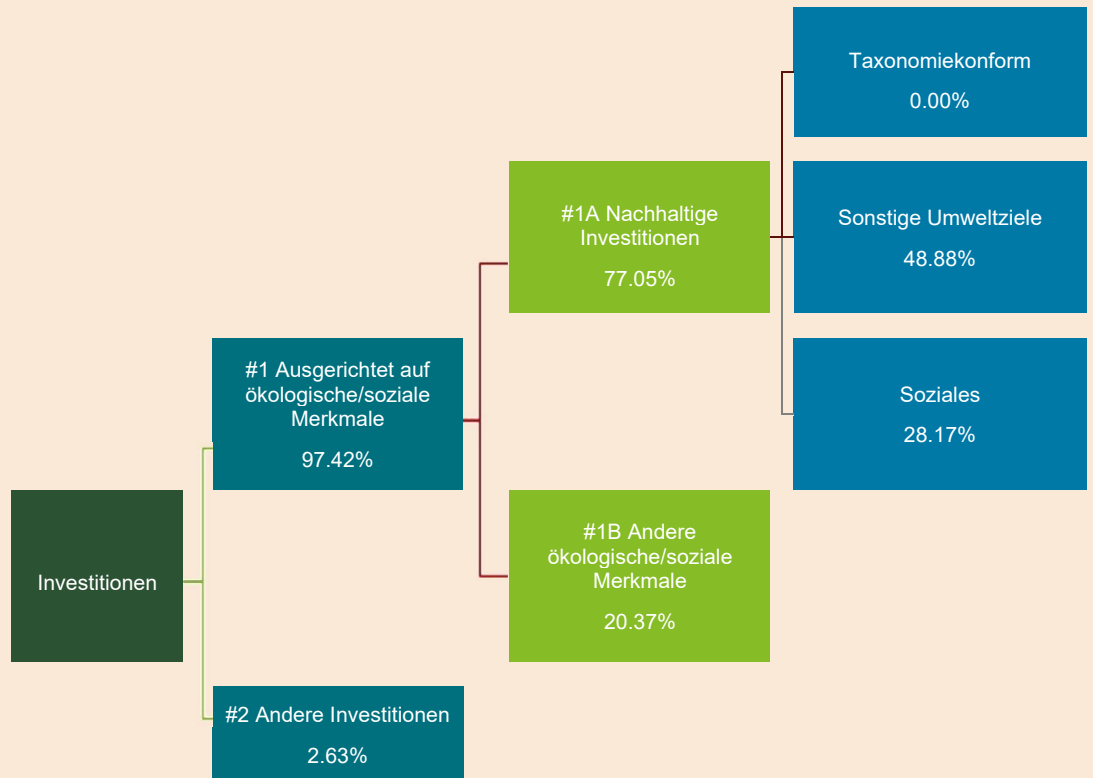 Investitionen
#1 Ausgerichtet auf
ökologische/soziale
Merkmale
97.42%
#2 Andere Investitionen
2.63%
#1A Nachhaltige
Investitionen
77.05%
#1B Andere
ökologische/soziale
Merkmale
20.37%
Taxonomiekonform
0.00%
Sonstige Umweltziele
48.88%
Soziales
28.17%